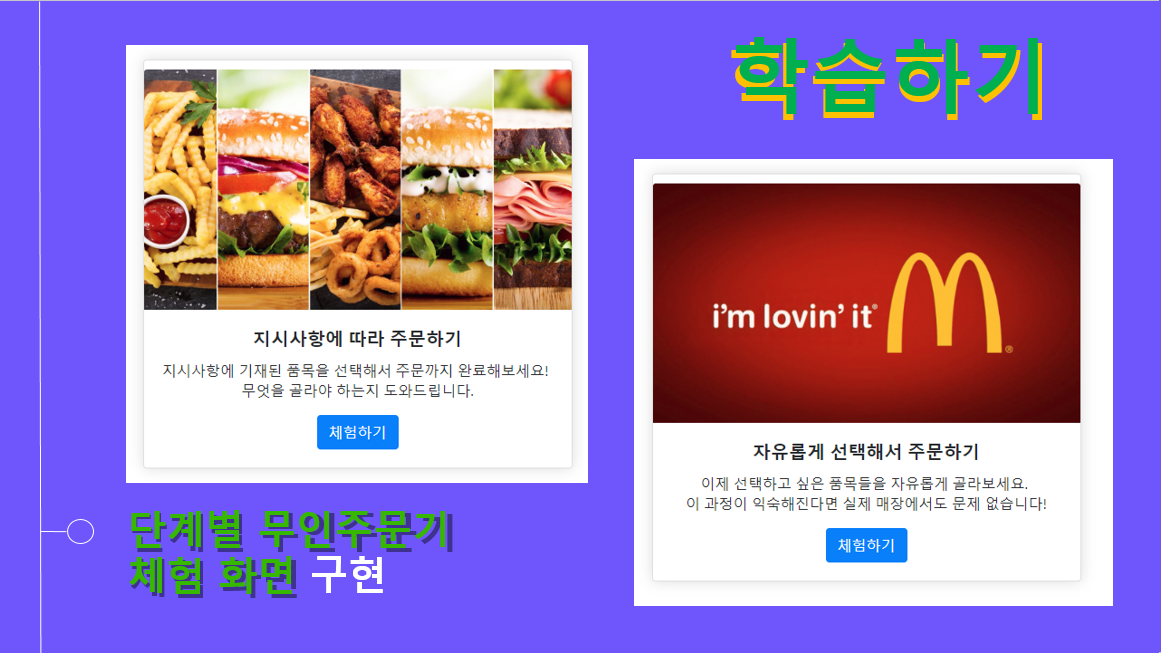 학습하기
지시사항에 따라 주문하기
지시사항에 기재된 품목을 선택해서 주문까지 완료해보세요!
무엇을 골라야 하는지 도와드립니다.
체험하기
i'm lovin' it®
®
자유롭게 선택해서 주문하기
이제 선택하고 싶은 품목들을 자유롭게 골라보세요.
이 과정이 익숙해진다면 실제 매장에서도 문제 없습니다!
체험하기
단계별 무인주문기
체험 화면 구현